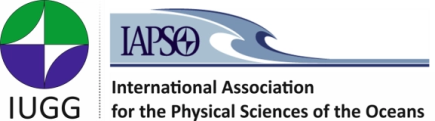 IAPSO
International Association
IUGG for the Physical Sciences of the Oceans